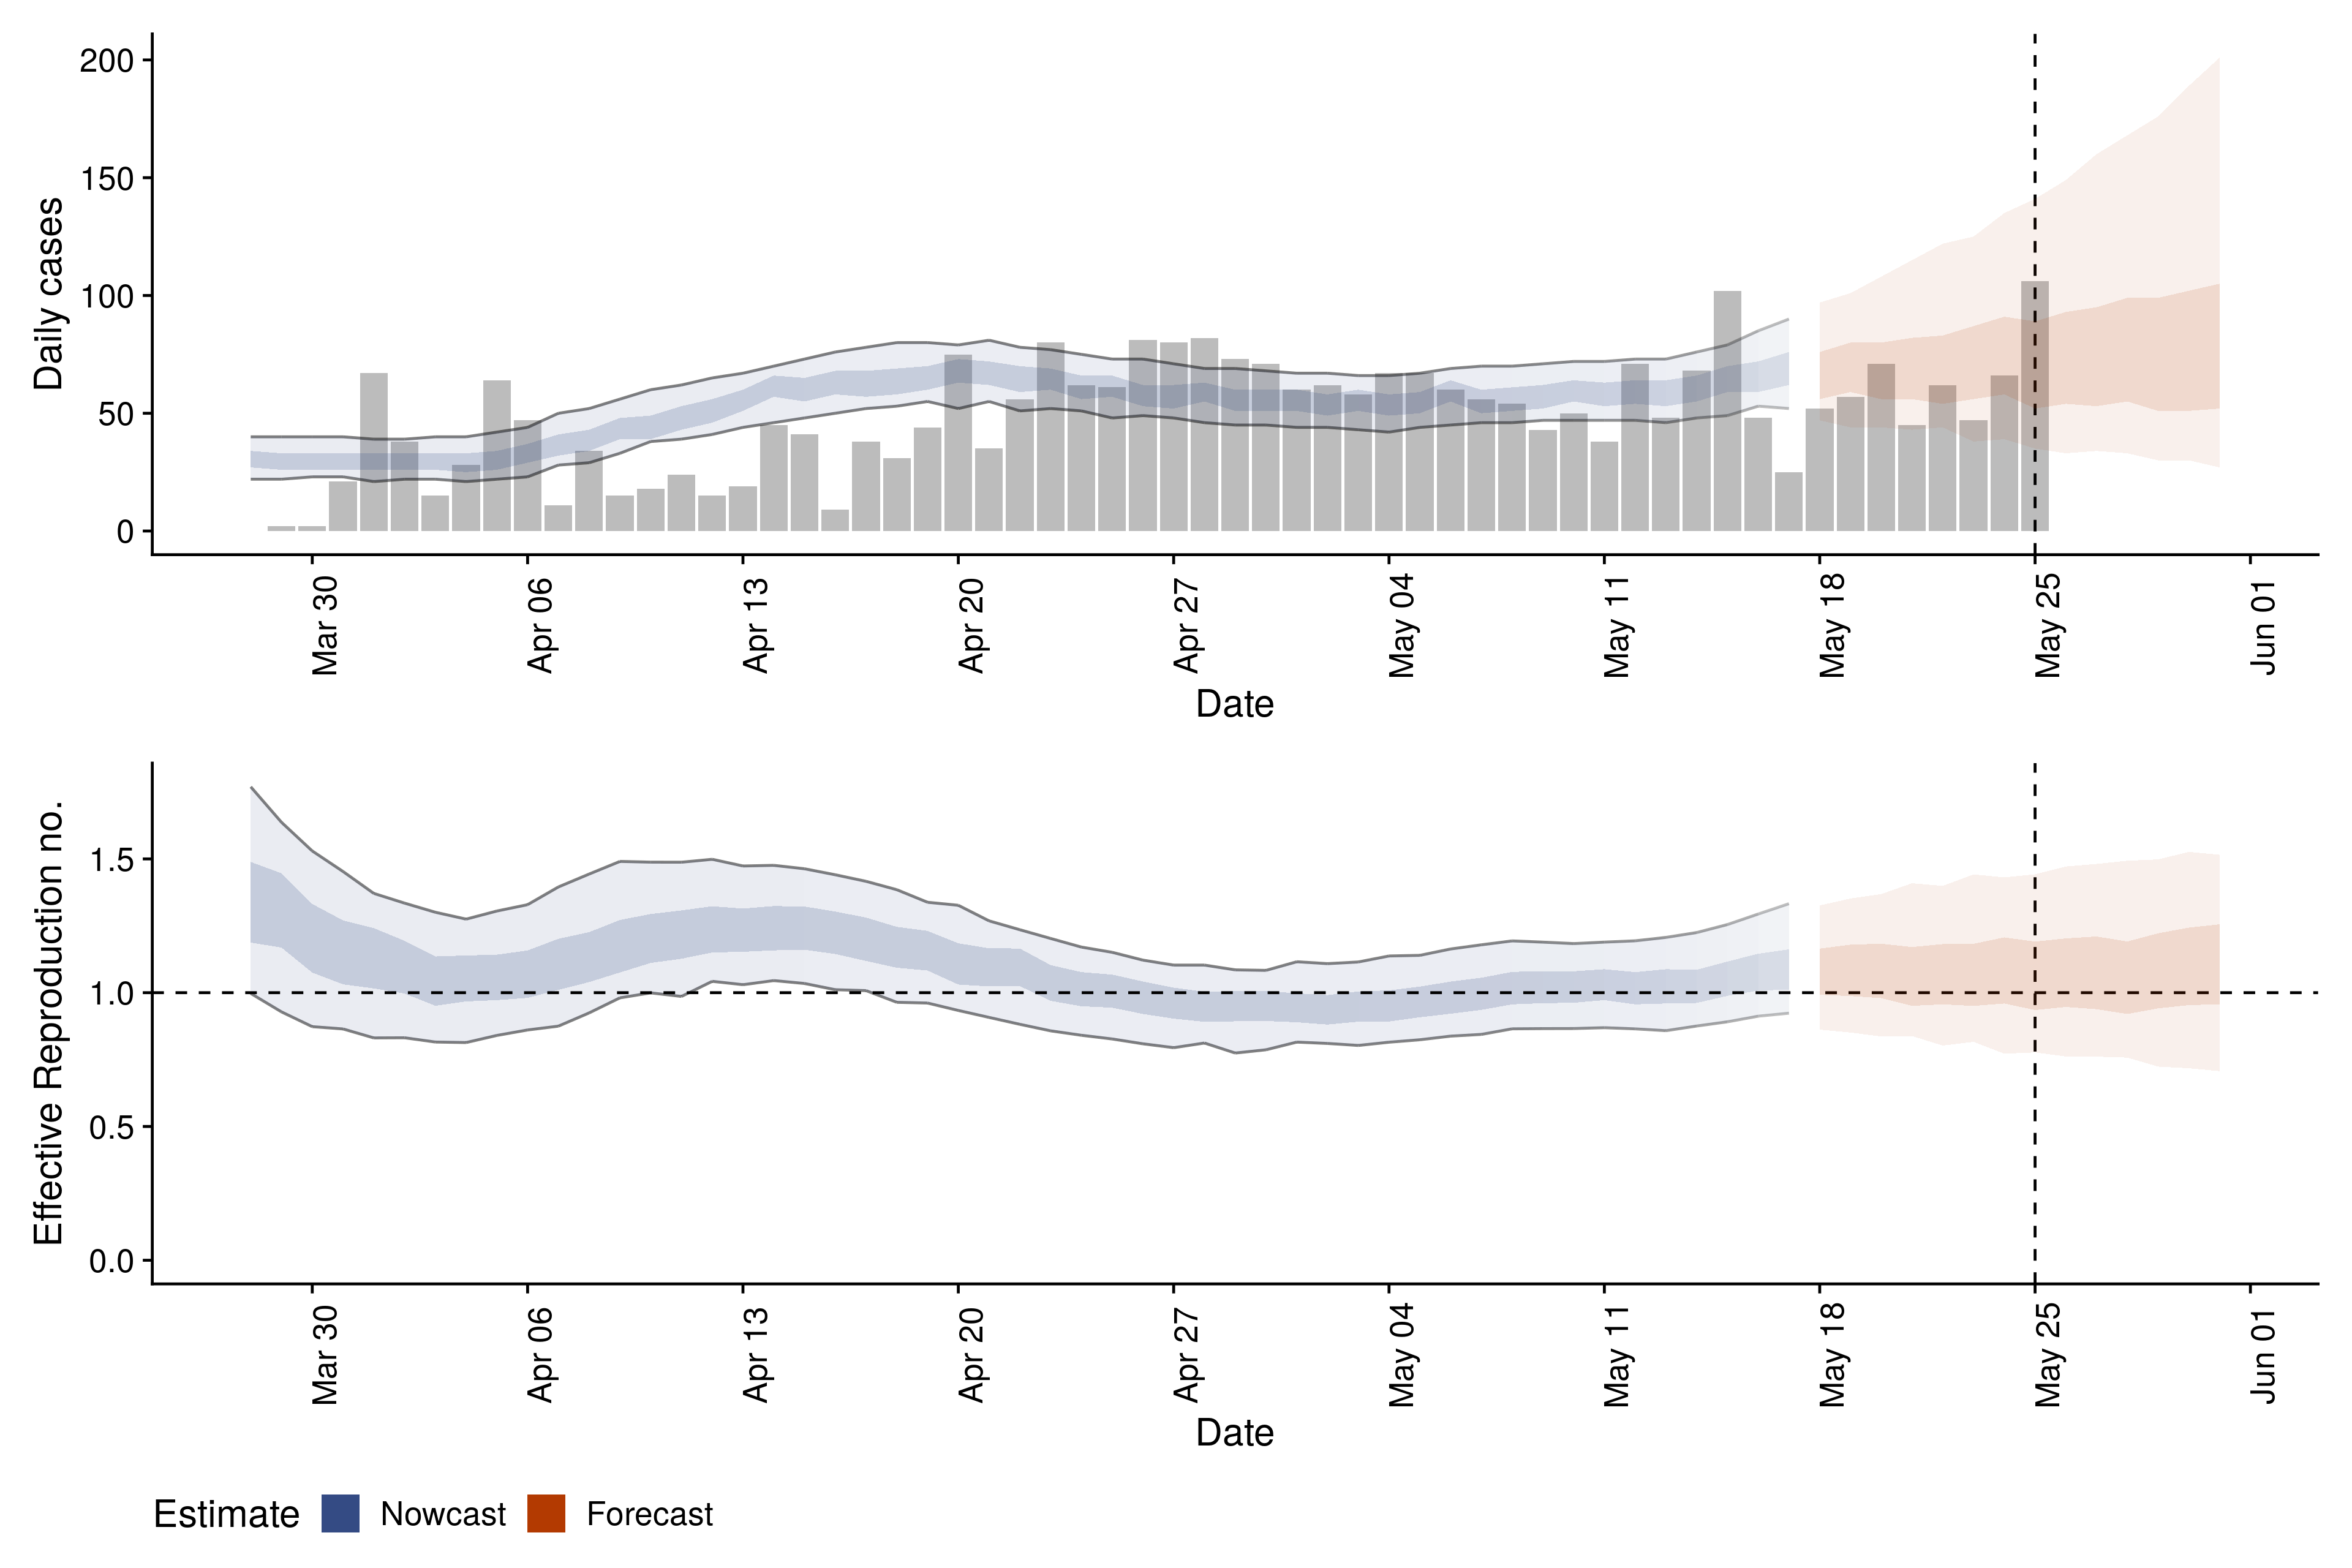 Daily cases
200
150
100
50
0
Mar 30
Apr 06
Apr 13
Apr 20
Apr 27
May 04
May 11
May 18
May 25
Jun 01
Date
Effective Reproduction no.
1.5
1.0
0.5
0.0
Mar 30
Apr 06
Apr 13
Apr 20
Apr 27
May 04
May 11
May 18
May 25
Jun 01
Date
Estimate Nowcast Forecast